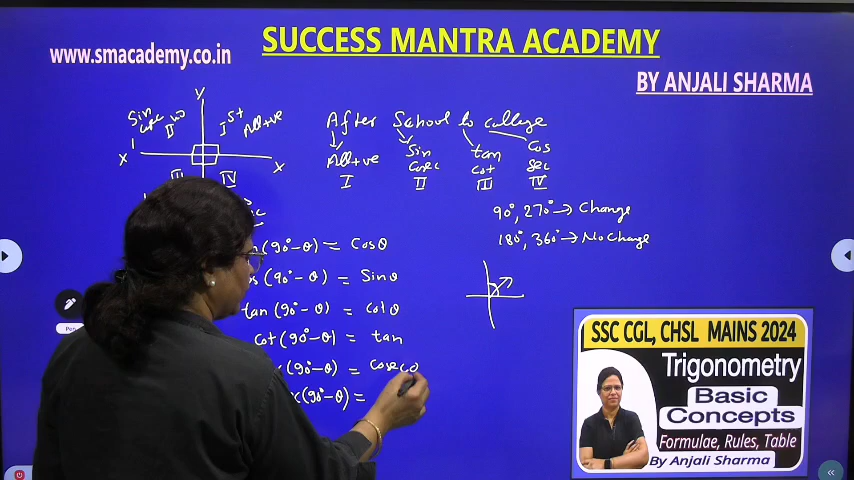 www.smacademy.co.in
SUCCESS MANTRA ACADEMY
BY ANJALI SHARMA
y
Sin
cosec
II nd
I st All+ve
x'
x
III
IV
After School to college
All+ve
Sin
cosec
tan
cot
cos
sec
I
II
III
IV
90°, 270° → Change
180°, 360° → No Change
(90°-θ) = Cosθ
(90°-θ) = Sinθ
tan(90°-θ) = cotθ
cot(90°-θ) = tan
(90°-θ) = cosecθ
(90°-θ) =
Pen
SSC CGL, CHSL MAINS 2024
Trigonometry
Basic
Concepts
Formulae, Rules, Table
By Anjali Sharma